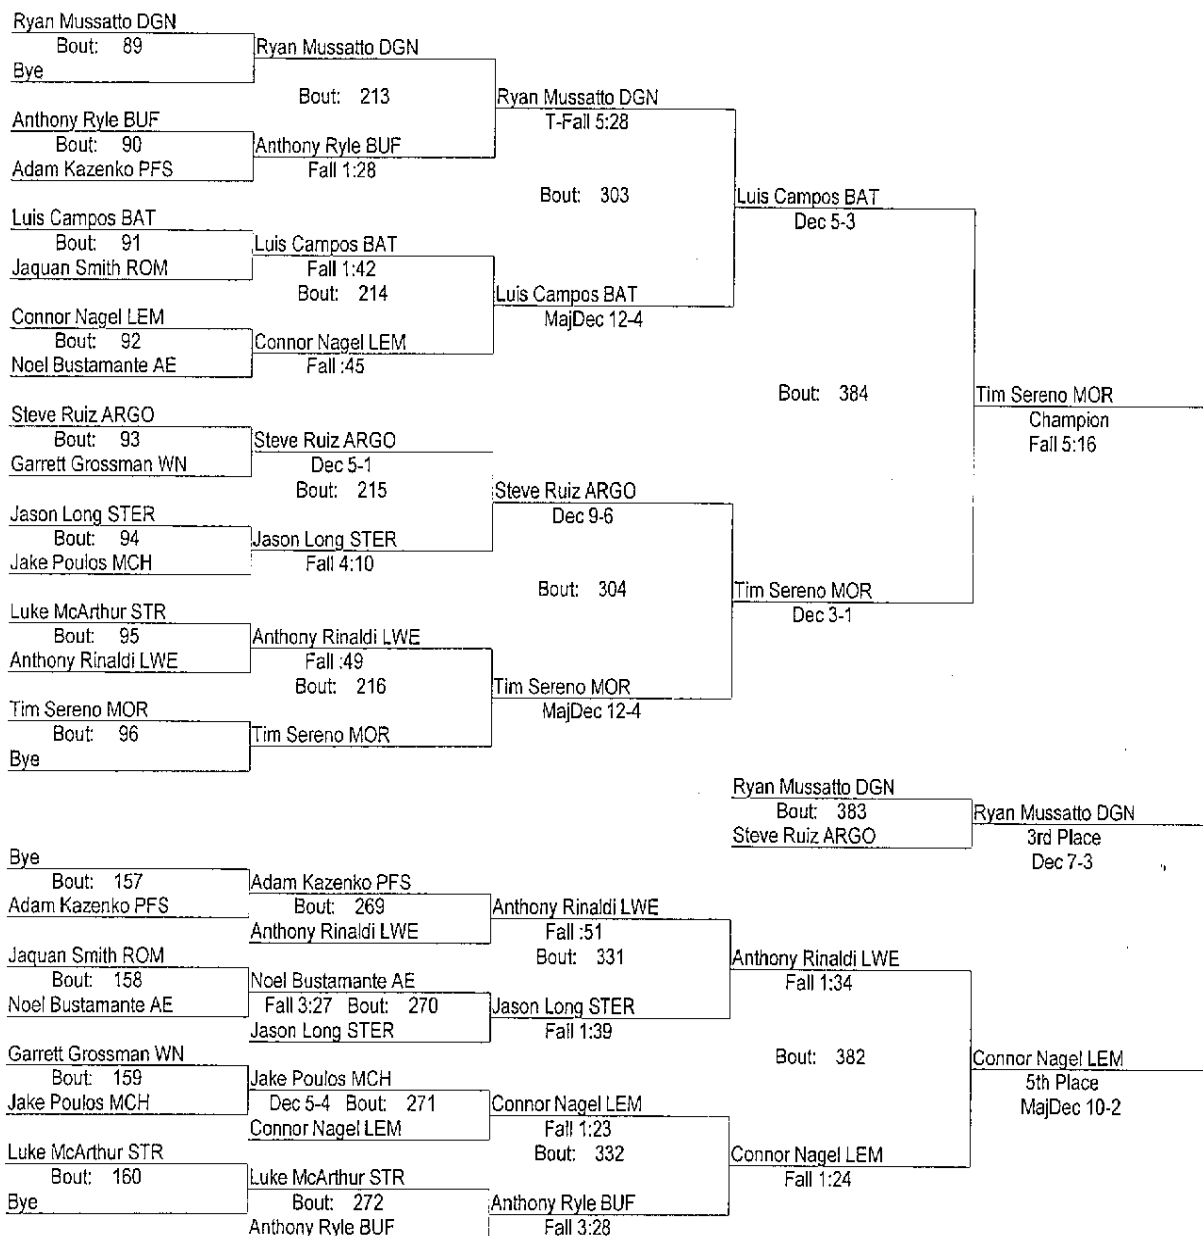 Ryan Mussatto DGN
Bout: 89
Bye
Ryan Mussatto DGN
Bout: 213
Anthony Ryle BUF
Bout: 90
Adam Kazenko PFS
Anthony Ryle BUF
Fall 1:28
Ryan Mussatto DGN
T-Fall 5:28
Bout: 303
Luis Campos BAT
Bout: 91
Jaquan Smith ROM
Luis Campos BAT
Fall 1:42
Bout: 214
Connor Nagel LEM
Bout: 92
Noel Bustamante AE
Connor Nagel LEM
Fall :45
Luis Campos BAT
MajDec 12-4
Luis Campos BAT
Dec 5-3
Bout: 384
Steve Ruiz ARGO
Bout: 93
Garrett Grossman WN
Steve Ruiz ARGO
Dec 5-1
Bout: 215
Jason Long STER
Bout: 94
Jake Poulos MCH
Jason Long STER
Fall 4:10
Steve Ruiz ARGO
Dec 9-6
Bout: 304
Luke McArthur STR
Bout: 95
Anthony Rinaldi LWE
Anthony Rinaldi LWE
Fall :49
Bout: 216
Tim Sereno MOR
Bout: 96
Bye
Tim Sereno MOR
Tim Sereno MOR
MajDec 12-4
Tim Sereno MOR
Dec 3-1
Tim Sereno MOR
Champion
Fall 5:16
Ryan Mussatto DGN
Bout: 383
Steve Ruiz ARGO
Ryan Mussatto DGN
3rd Place
Dec 7-3
Bye
Bout: 157
Adam Kazenko PFS
Adam Kazenko PFS
Bout: 269
Anthony Rinaldi LWE
Anthony Rinaldi LWE
Fall :51
Bout: 331
Jaquan Smith ROM
Bout: 158
Noel Bustamante AE
Noel Bustamante AE
Fall 3:27 Bout: 270
Jason Long STER
Jason Long STER
Fall 1:39
Anthony Rinaldi LWE
Fall 1:34
Bout: 382
Garrett Grossman WN
Bout: 159
Jake Poulos MCH
Jake Poulos MCH
Dec 5-4 Bout: 271
Connor Nagel LEM
Connor Nagel LEM
Fall 1:23
Bout: 332
Luke McArthur STR
Bout: 160
Bye
Luke McArthur STR
Bout: 272
Anthony Ryle BUF
Anthony Ryle BUF
Fall 3:28
Connor Nagel LEM
Fall 1:24
Connor Nagel LEM
5th Place
MajDec 10-2